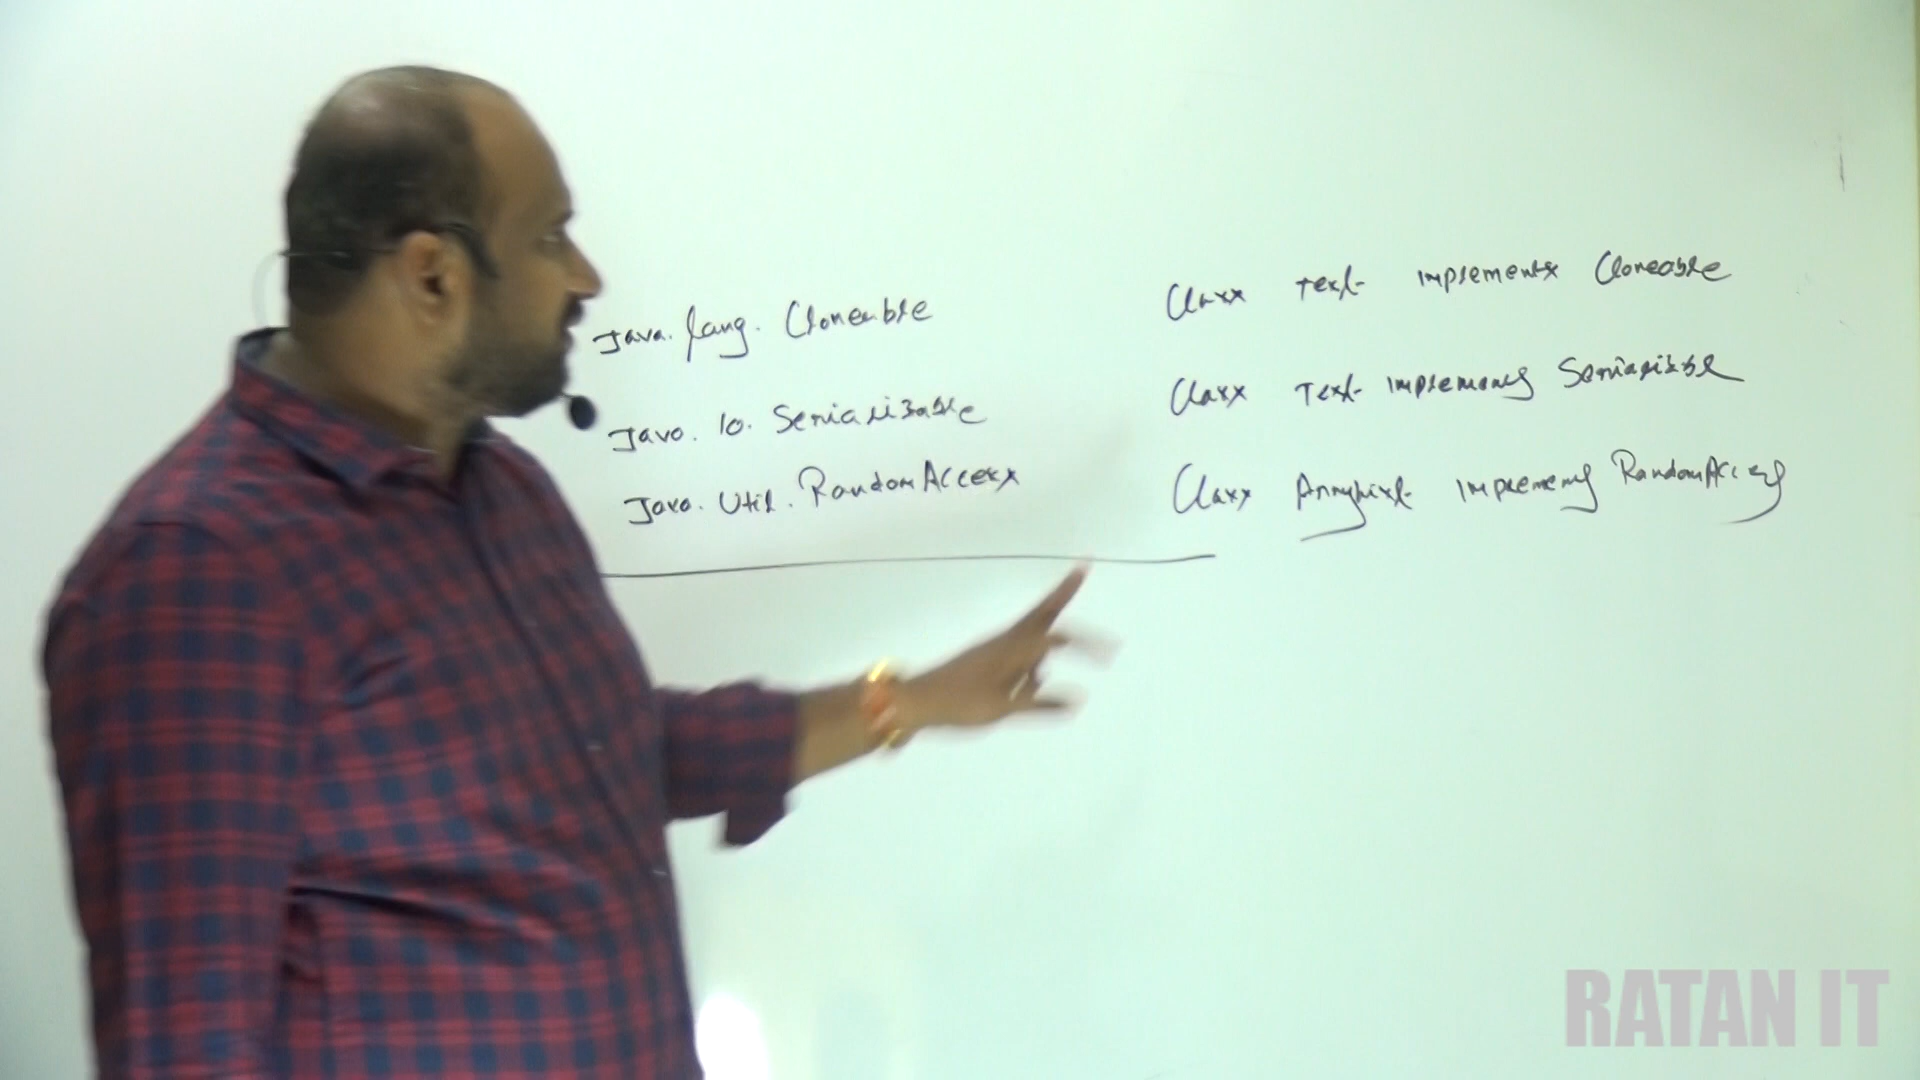 Java.lang.Cloneable
Java.io.Serializable
Java.util.RandomAccess
Class Test implements Cloneable
Class Test implements Serializable
Class ArrayList implements RandomAccess
RATAN IT